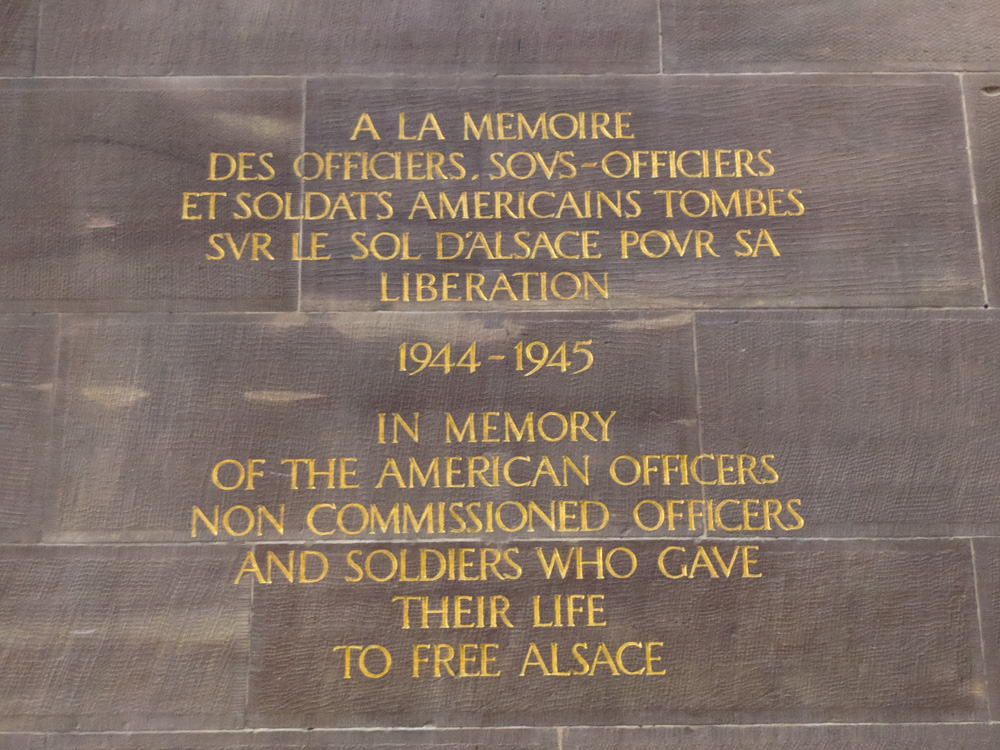 A LA MEMOIRE
DES OFFICIERS, SOVS-OFFICIERS
ET SOLDATS AMERICAINS TOMBES
SVR LE SOL D'ALSACE POVR SA
LIBERATION
1944-1945
IN MEMORY
OF THE AMERICAN OFFICERS
NON COMMISSIONED OFFICERS
AND SOLDIERS WHO GAVE
THEIR LIFE
TO FREE ALSACE